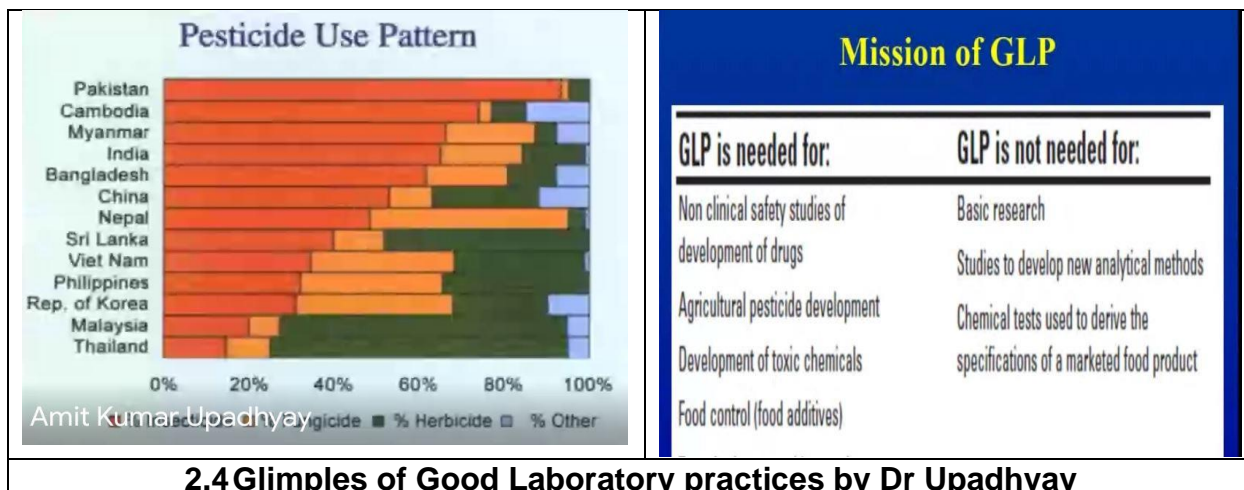 Pesticide Use Pattern
Pakistan
Cambodia
Myanmar
India
Bangladesh
China
Nepal
Sri Lanka
Viet Nam
Philippines
Rep. of Korea
Malaysia
Thailand
0% 20% 40% 60% 80% 100%
Amit Kumar Upadhyay
% Herbicide % Other
Mission of GLP
GLP is needed for: GLP is not needed for:
Non clinical safety studies of
development of drugs
Agricultural pesticide development
Development of toxic chemicals
Food control (food additives)
Basic research
Studies to develop new analytical methods
Chemical tests used to derive the
specifications of a marketed food product
2.4 Glimples of Good Laboratory practices by Dr Upadhyay